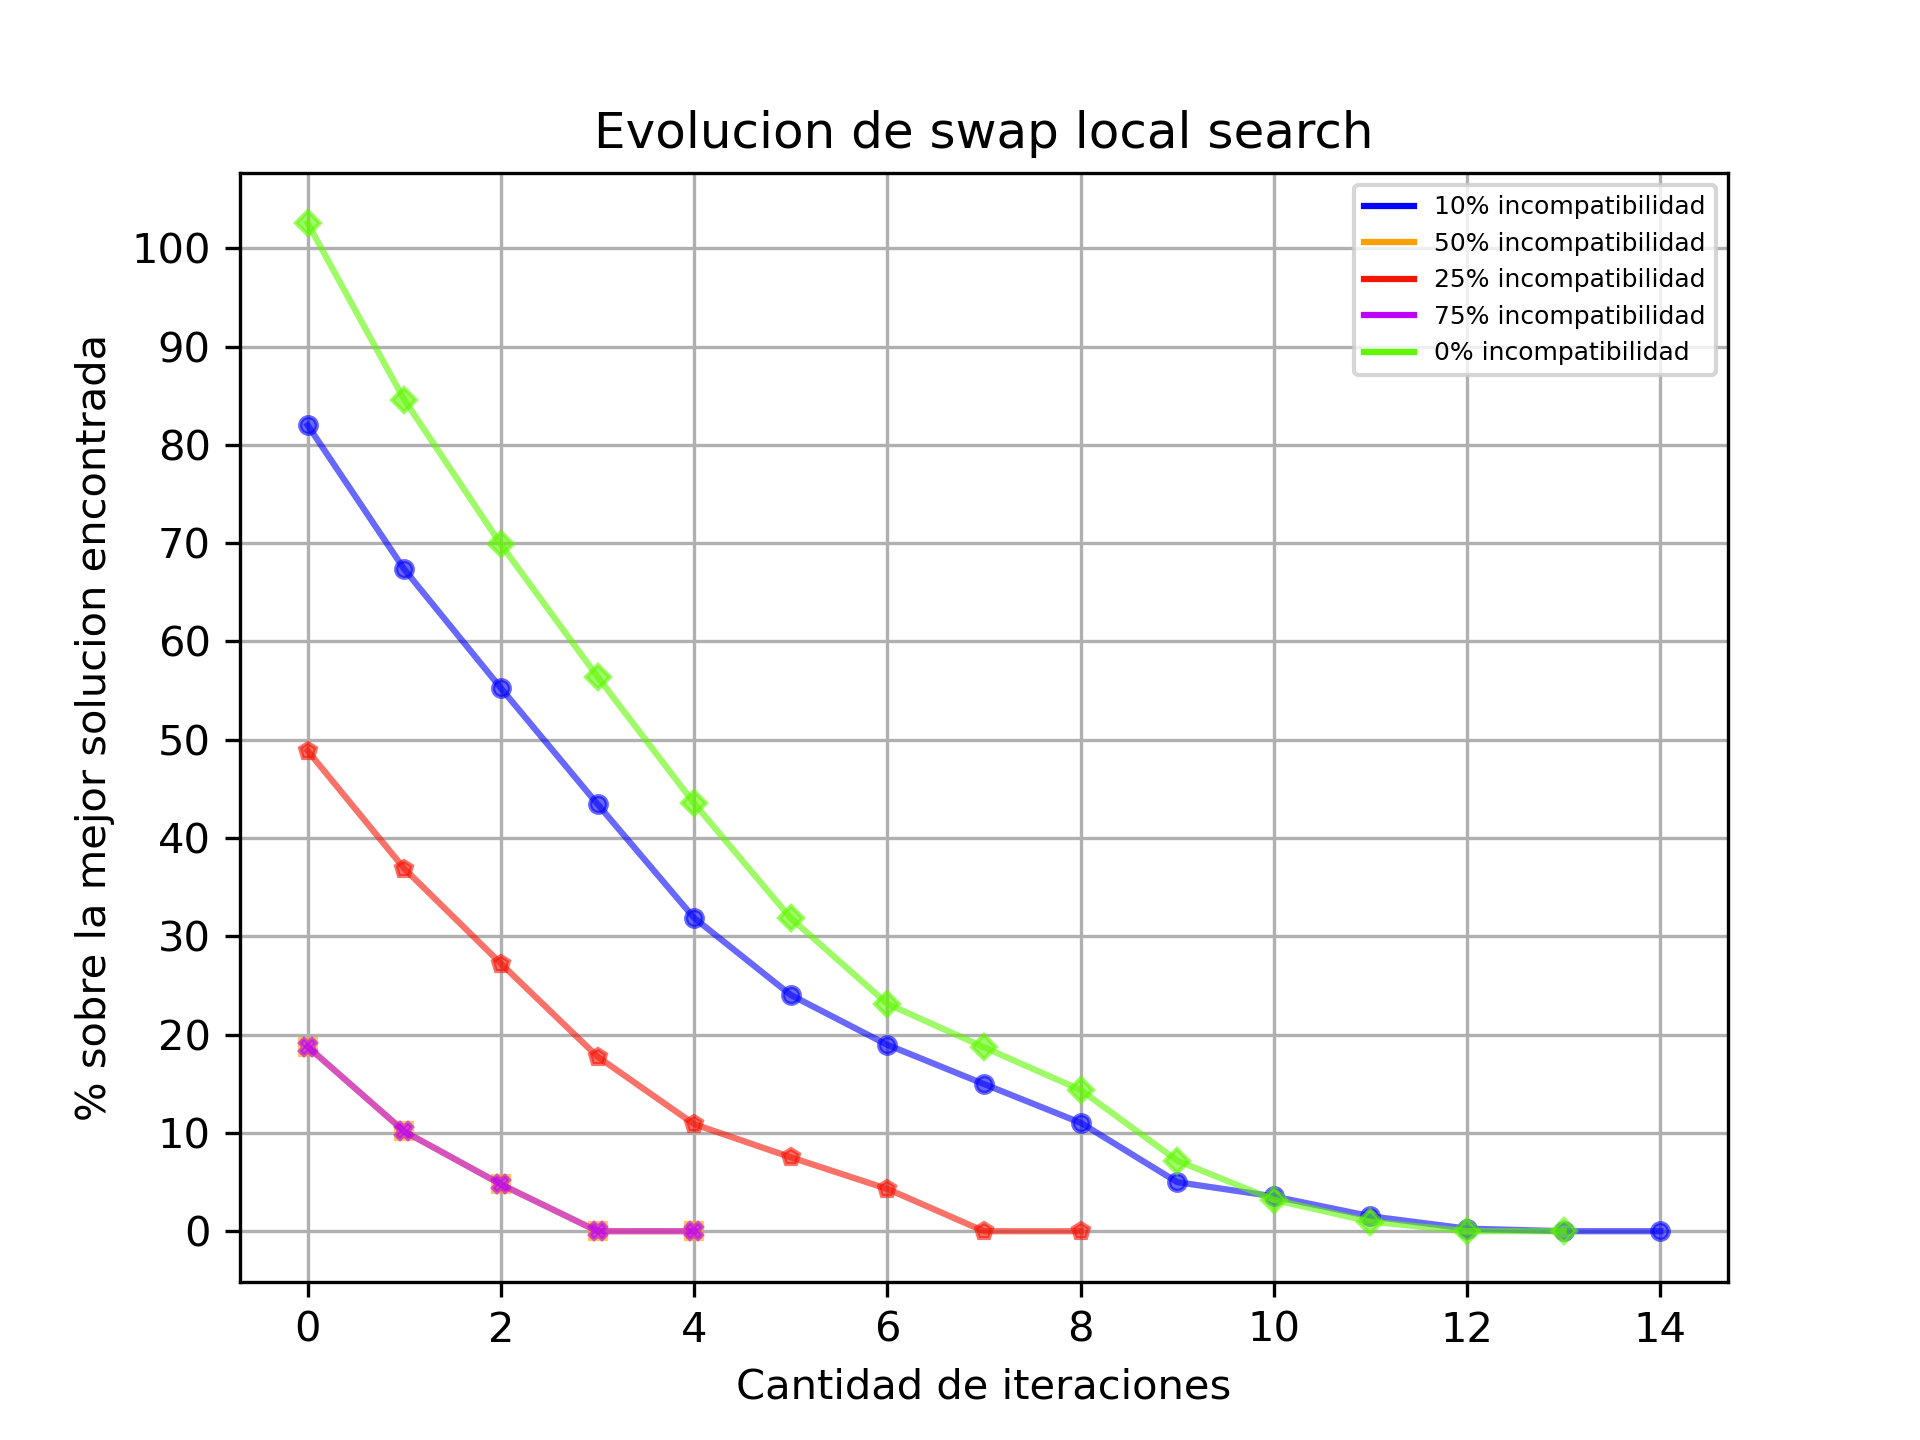 Evolucion de swap local search
10% incompatibilidad
50% incompatibilidad
25% incompatibilidad
75% incompatibilidad
0% incompatibilidad
% sobre la mejor solucion encontrada
100
90
80
70
60
50
40
30
20
10
0
0 2 4 6 8 10 12 14
Cantidad de iteraciones